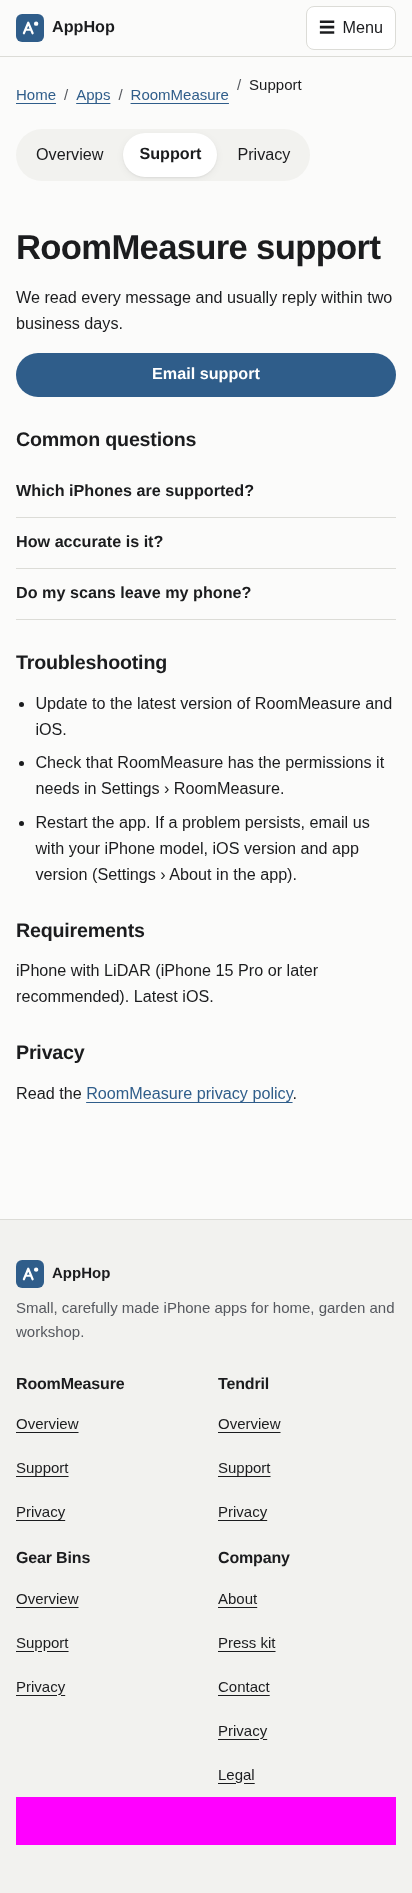 AppHop
☰ Menu
Home / Apps / RoomMeasure / Support
Overview Support Privacy
RoomMeasure support
We read every message and usually reply within two
business days.
Email support
Common questions
Which iPhones are supported?
How accurate is it?
Do my scans leave my phone?
Troubleshooting
• Update to the latest version of RoomMeasure and
iOS.
• Check that RoomMeasure has the permissions it
needs in Settings › RoomMeasure.
• Restart the app. If a problem persists, email us
with your iPhone model, iOS version and app
version (Settings › About in the app).
Requirements
iPhone with LiDAR (iPhone 15 Pro or later
recommended). Latest iOS.
Privacy
Read the RoomMeasure privacy policy.
AppHop
Small, carefully made iPhone apps for home, garden and
workshop.
RoomMeasure
Overview
Support
Privacy
Tendril
Overview
Support
Privacy
Gear Bins
Overview
Support
Privacy
Company
About
Press kit
Contact
Privacy
Legal